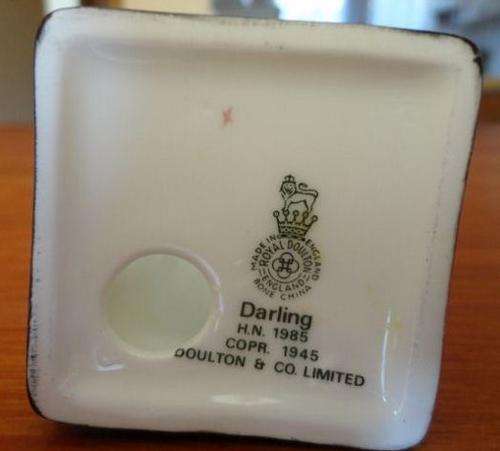 MADE IN ENGLAND
ROYAL DOULTON
ENGLAND
BONE CHINA
Darling
H.N. 1985
COPR. 1945
DOULTON & CO. LIMITED